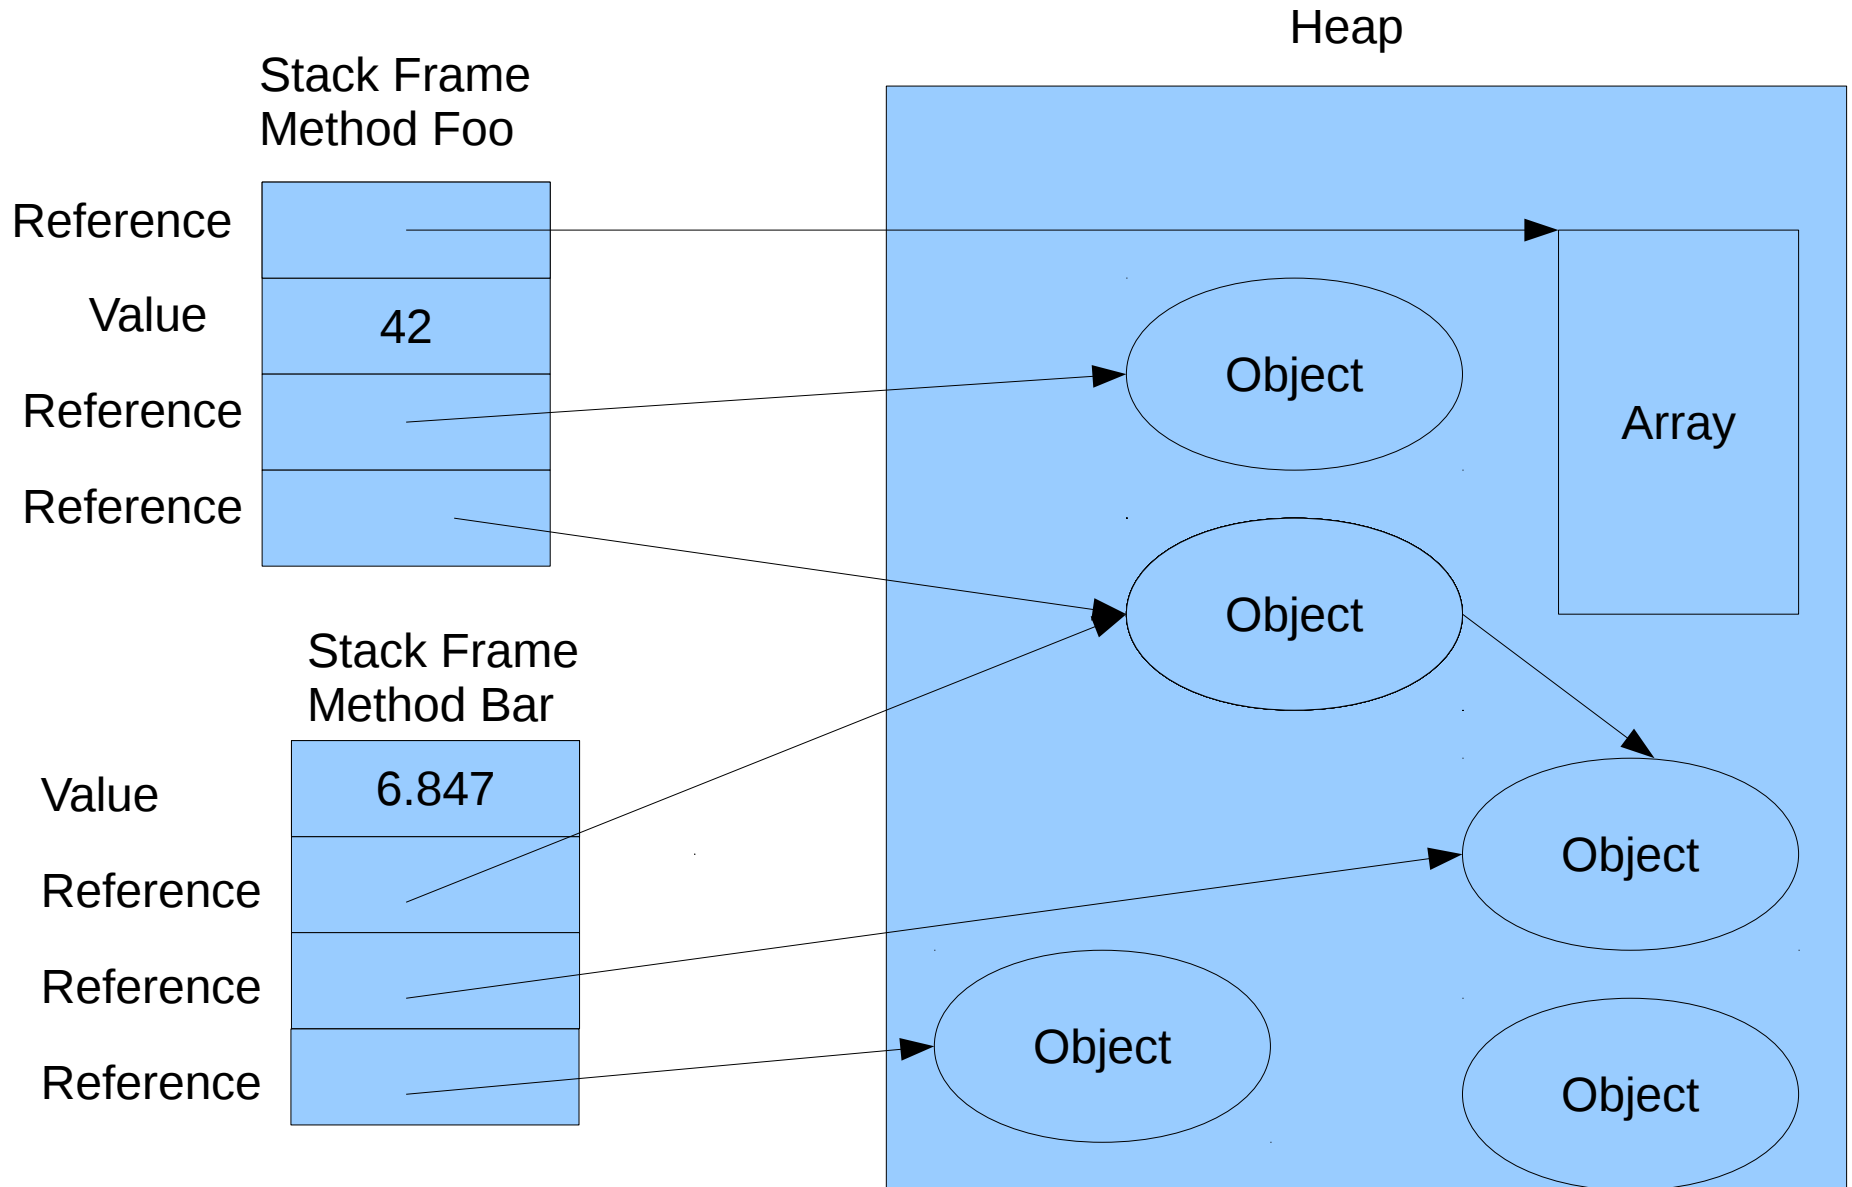 Heap
Stack Frame
Method Foo
Reference
Value
42
Reference
Reference
Object
Array
Object
Stack Frame
Method Bar
Value
6.847
Reference
Reference
Reference
Object
Object
Object